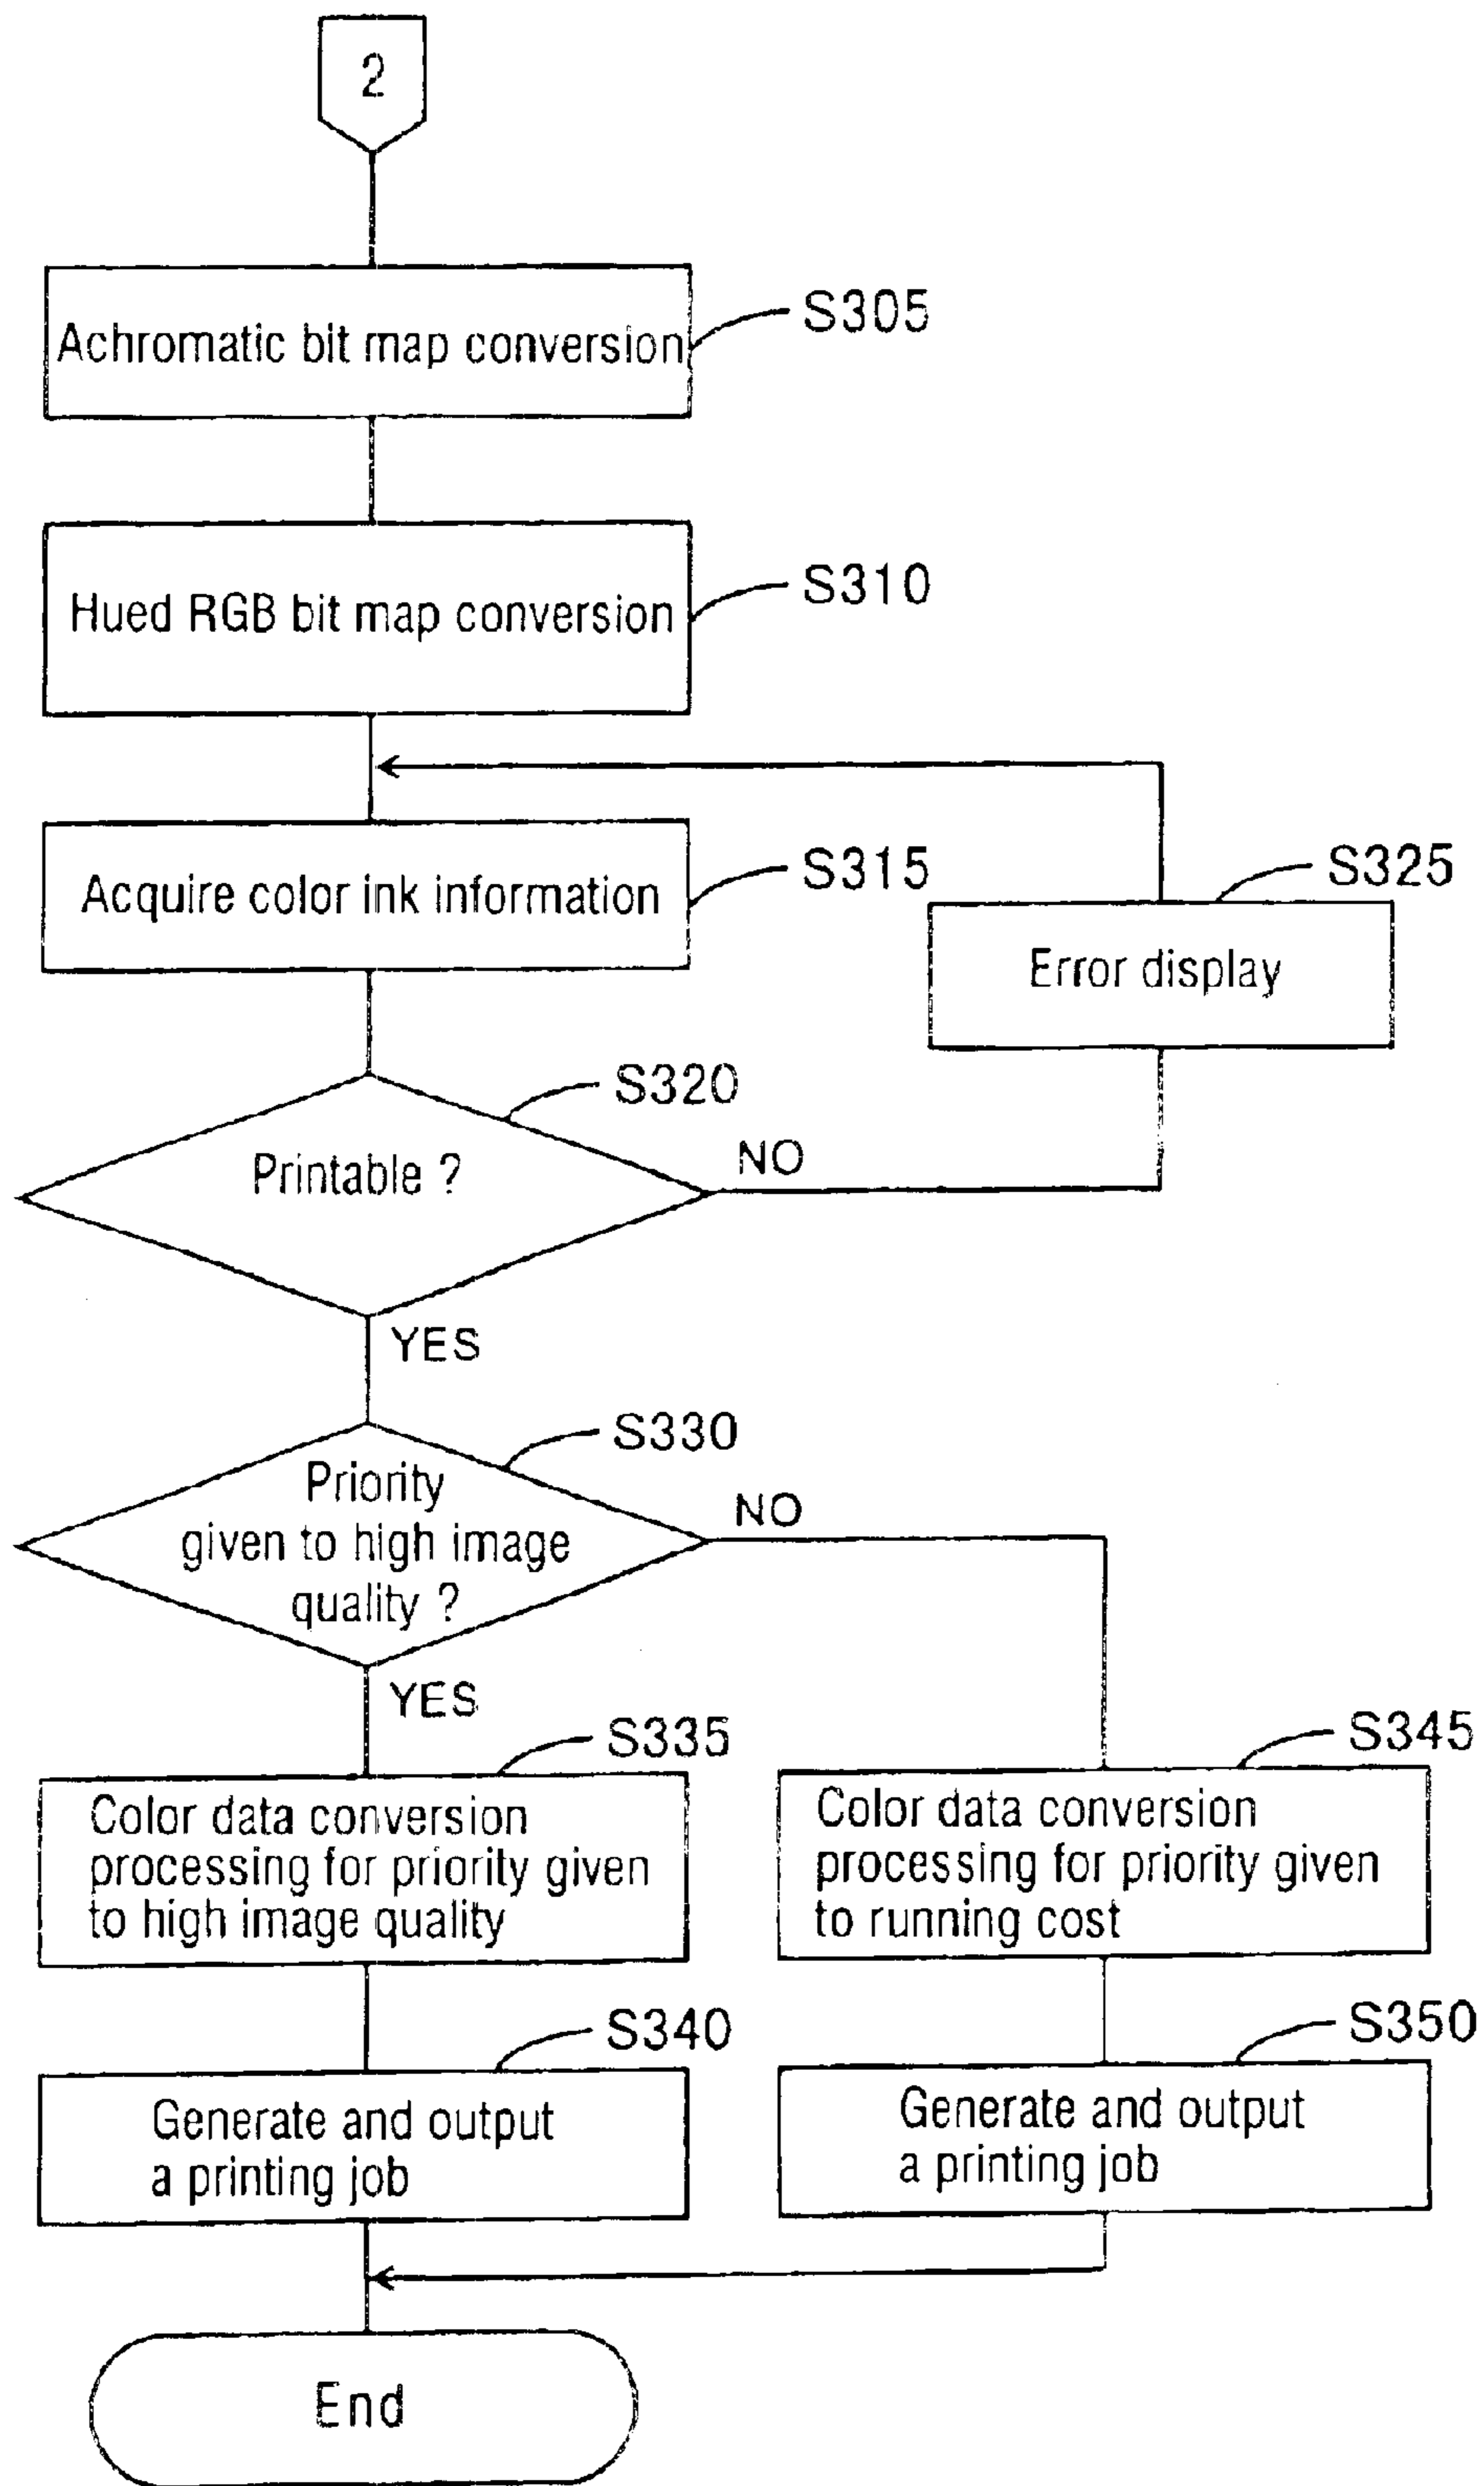 2
Achromatic bit map conversion
S305
Hued RGB bit map conversion
S310
Acquire color ink information
S315
S325
Error display
S320
Printable ?
NO
YES
S330
Priority
given to high image
quality ?
NO
YES
S335
Color data conversion
processing for priority given
to high image quality
S345
Color data conversion
processing for priority given
to running cost
S340
Generate and output
a printing job
S350
Generate and output
a printing job
End